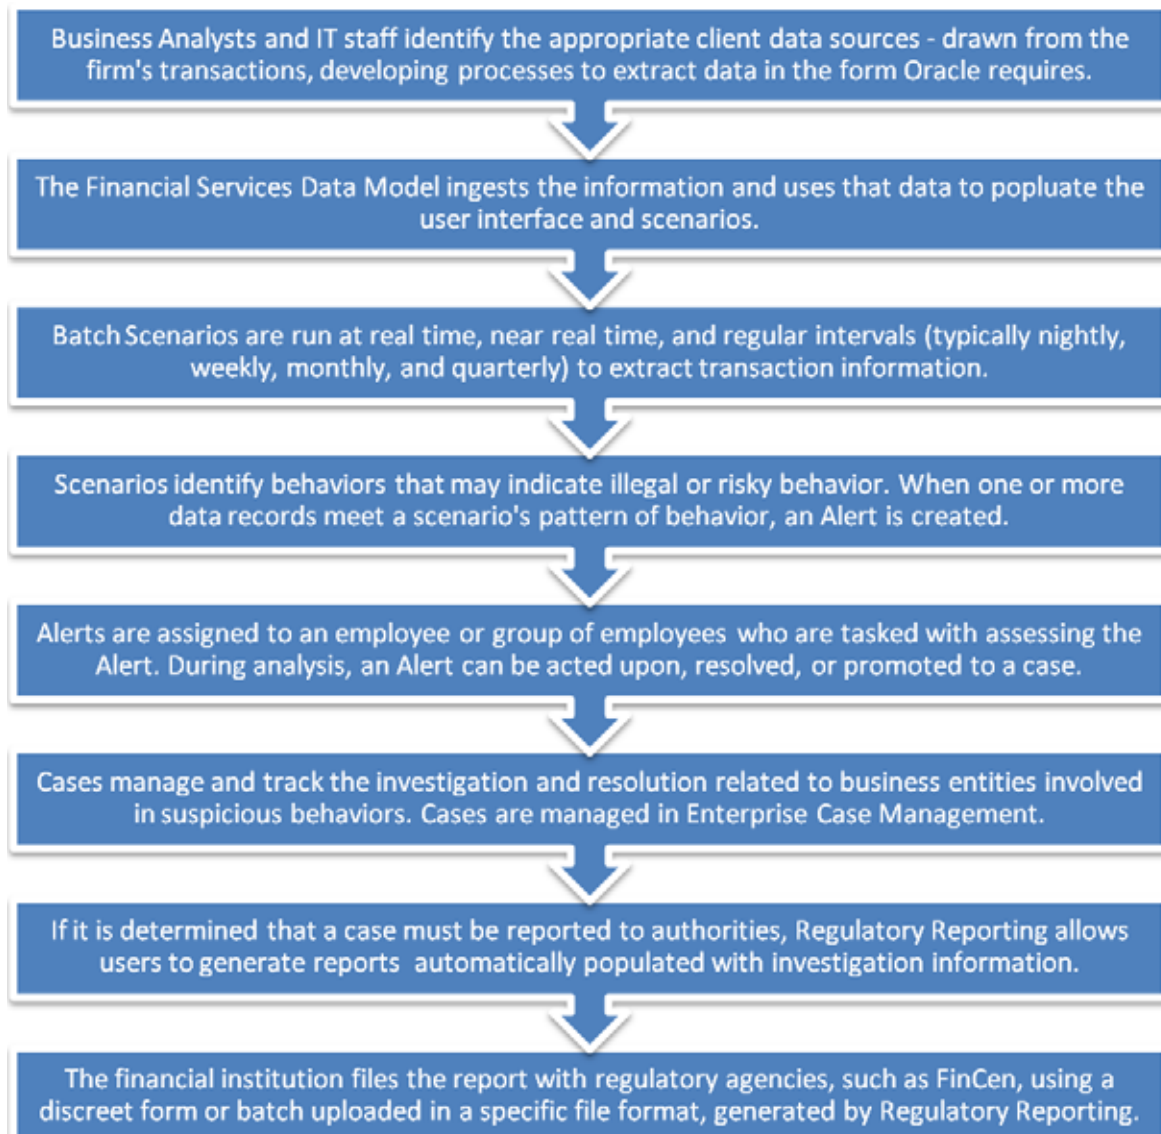 Business Analysts and IT staff identify the appropriate client data sources - drawn from the
firm's transactions, developing processes to extract data in the form Oracle requires.
The Financial Services Data Model ingests the information and uses that data to popluate the
user interface and scenarios.
Batch Scenarios are run at real time, near real time, and regular intervals (typically nightly,
weekly, monthly, and quarterly) to extract transaction information.
Scenarios identify behaviors that may indicate illegal or risky behavior. When one or more
data records meet a scenario's pattern of behavior, an Alert is created.
Alerts are assigned to an employee or group of employees who are tasked with assessing the
Alert. During analysis, an Alert can be acted upon, resolved, or promoted to a case.
Cases manage and track the investigation and resolution related to business entities involved
in suspicious behaviors. Cases are managed in Enterprise Case Management.
If it is determined that a case must be reported to authorities, Regulatory Reporting allows
users to generate reports automatically populated with investigation information.
The financial institution files the report with regulatory agencies, such as FinCen, using a
discreet form or batch uploaded in a specific file format, generated by Regulatory Reporting.